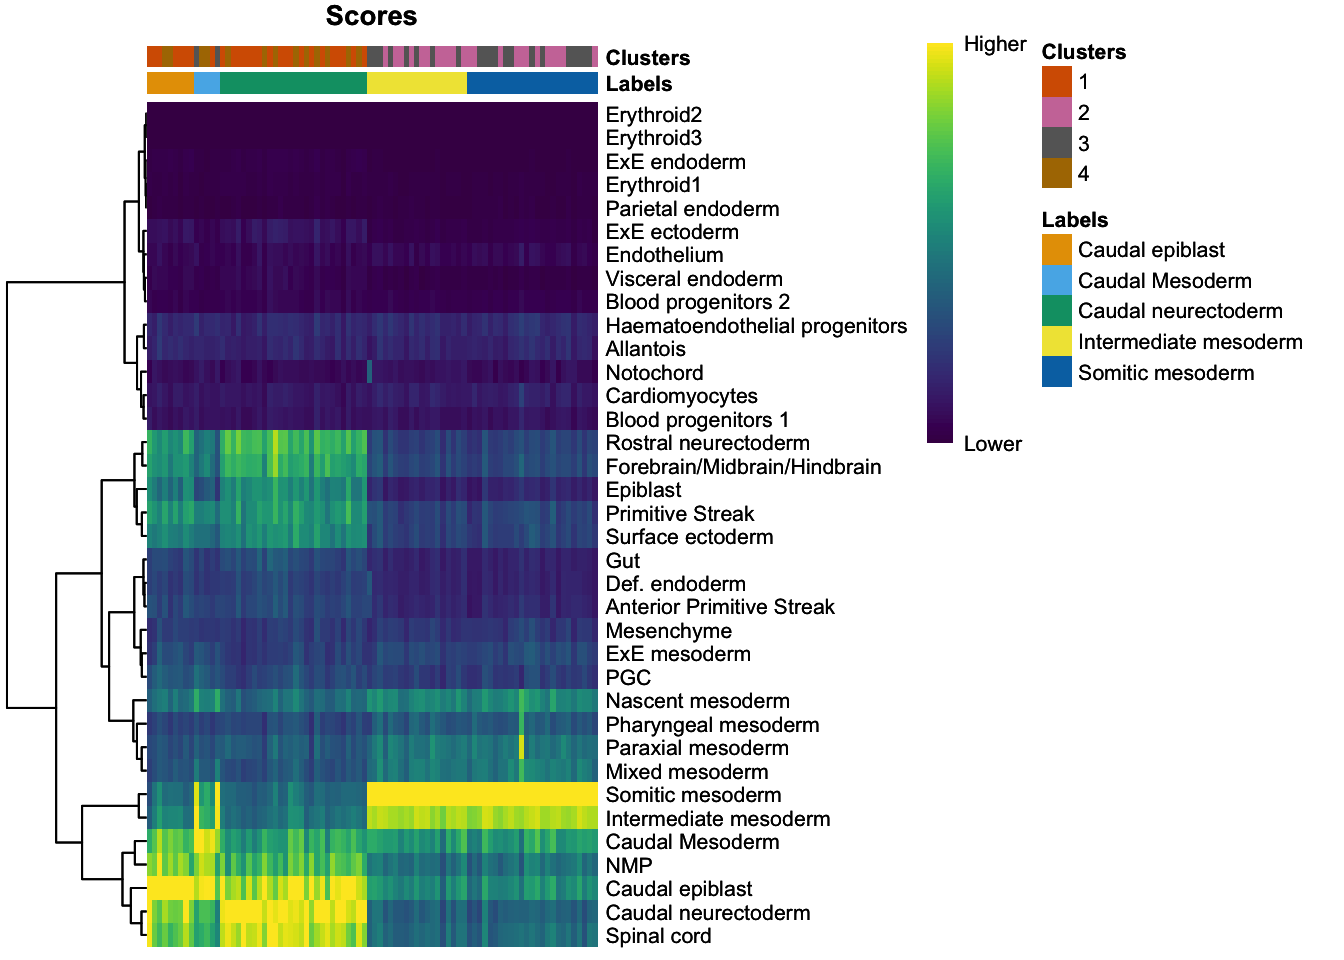 Scores
Clusters
Labels
Erythroid2
Erythroid3
ExE endoderm
Erythroid1
Parietal endoderm
ExE ectoderm
Endothelium
Visceral endoderm
Blood progenitors 2
Haematoendothelial progenitors
Allantois
Notochord
Cardiomyocytes
Blood progenitors 1
Rostral neurectoderm
Forebrain/Midbrain/Hindbrain
Epiblast
Primitive Streak
Surface ectoderm
Gut
Def. endoderm
Anterior Primitive Streak
Mesenchyme
ExE mesoderm
PGC
Nascent mesoderm
Pharyngeal mesoderm
Paraxial mesoderm
Mixed mesoderm
Somitic mesoderm
Intermediate mesoderm
Caudal Mesoderm
NMP
Caudal epiblast
Caudal neurectoderm
Spinal cord
Higher
Lower
Clusters
1
2
3
4
Labels
Caudal epiblast
Caudal Mesoderm
Caudal neurectoderm
Intermediate mesoderm
Somitic mesoderm